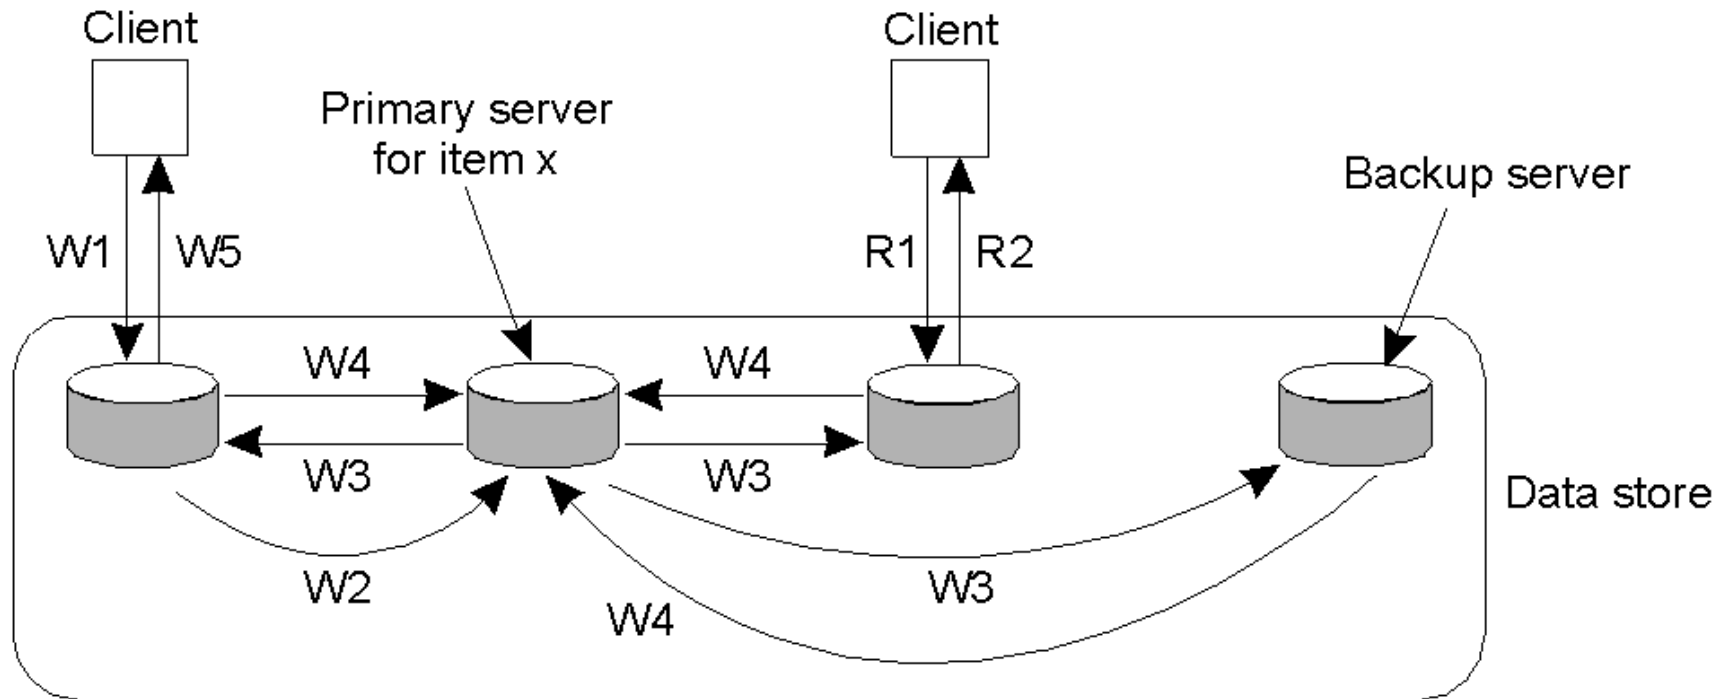 Client
Client
Primary server
for item x
Backup server
W1
W5
R1
R2
W4
W4
W3
W3
Data store
W2
W3
W4